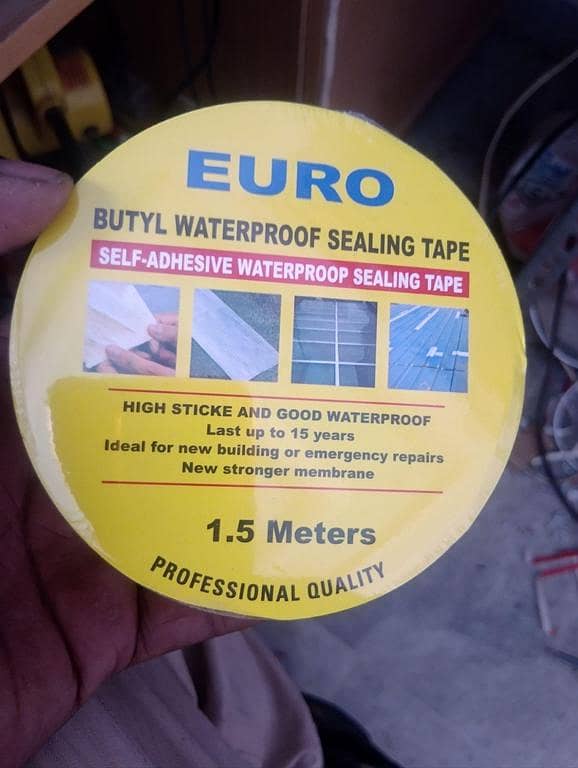 EURO
BUTYL WATERPROOF SEALING TAPE
SELF-ADHESIVE WATERPROOP SEALING TAPE
HIGH STICKE AND GOOD WATERPROOF
Last up to 15 years
Ideal for new building or emergency repairs
New stronger membrane
1.5 Meters
PROFESSIONAL QUALITY